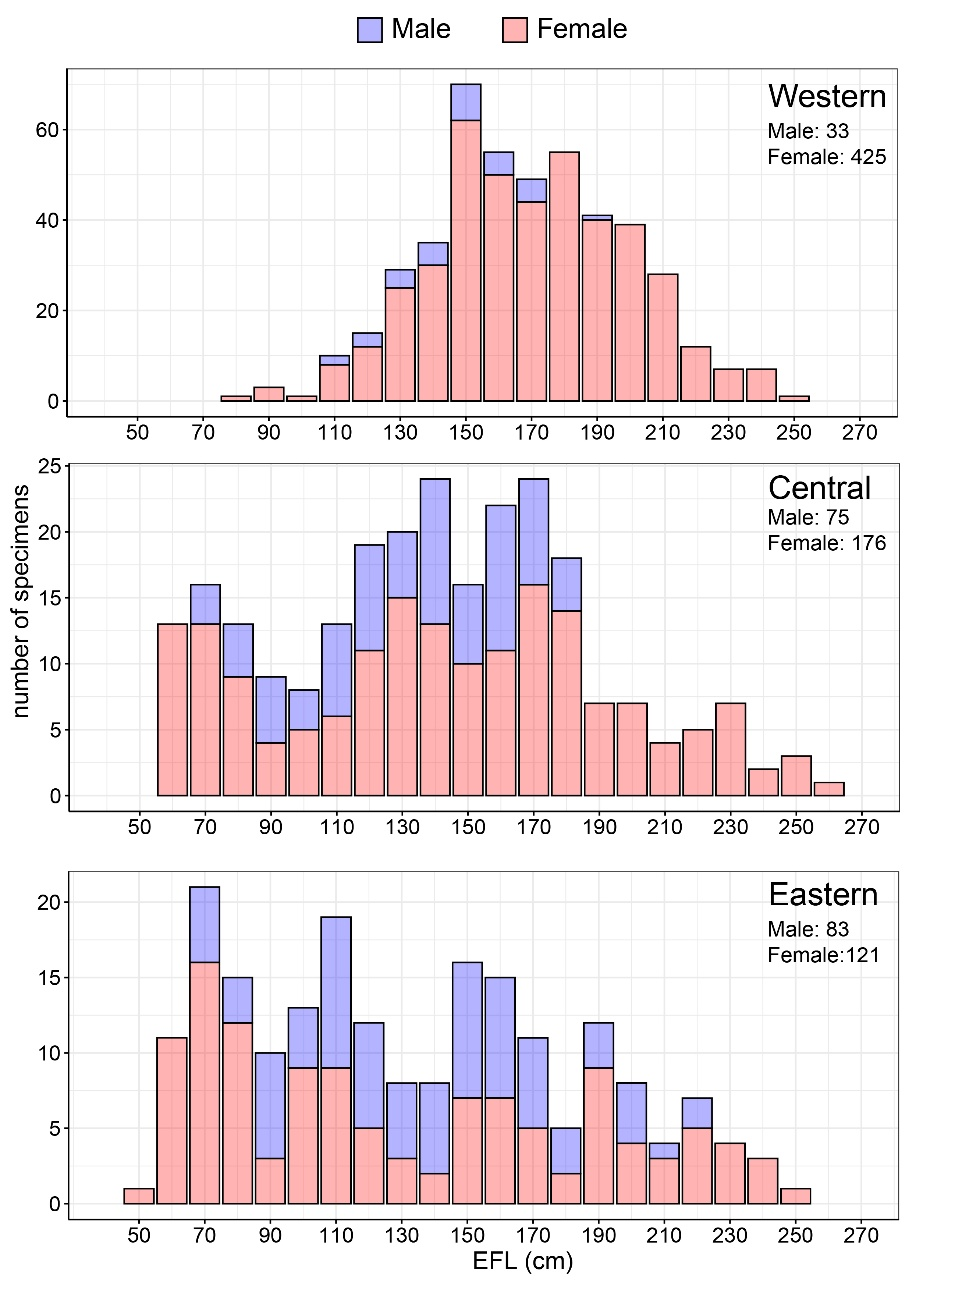 Male Female
Western
Male: 33
Female: 425
60
40
20
0
50 70 90 110 130 150 170 190 210 230 250 270
number of specimens
Central
Male: 75
Female: 176
25
20
15
10
5
0
50 70 90 110 130 150 170 190 210 230 250 270
Eastern
Male: 83
Female:121
20
15
10
5
0
50 70 90 110 130 150 170 190 210 230 250 270
EFL (cm)